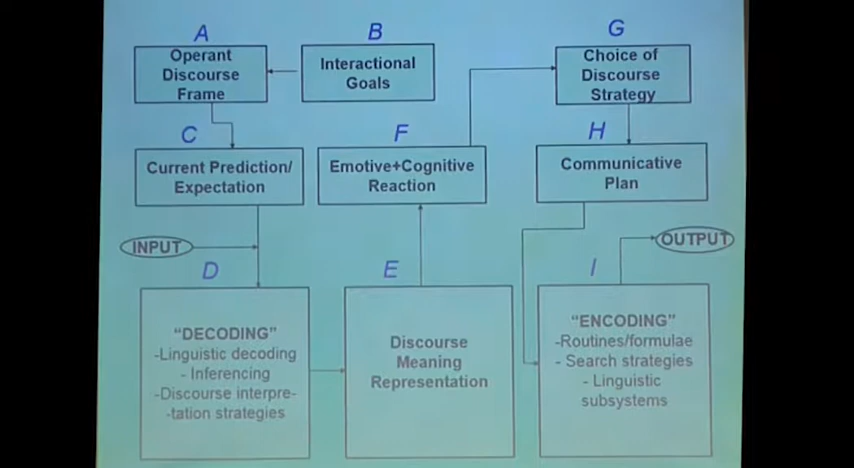 A
B
G
Operant
Discourse
Frame
Interactional
Goals
Choice of
Discourse
Strategy
C
F
H
Current Prediction/
Expectation
Emotive+Cognitive
Reaction
Communicative
Plan
INPUT
OUTPUT
D
E
I
“DECODING”
-Linguistic decoding
- Inferencing
-Discourse interpre-
-tation strategies
Discourse
Meaning
Representation
“ENCODING”
-Routines/formulae
- Search strategies
- Linguistic
subsystems